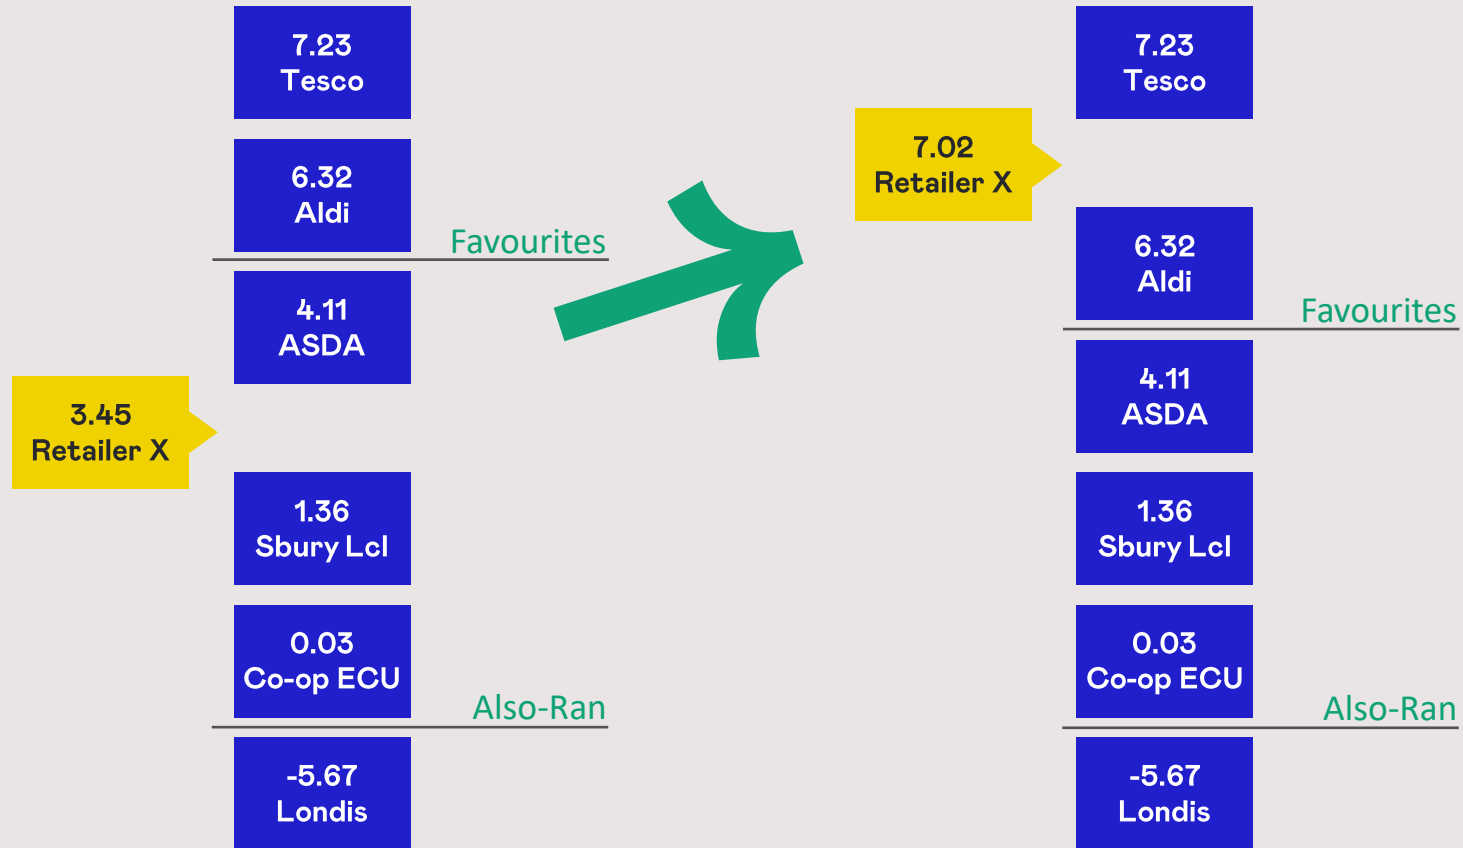 7.23
Tesco
6.32
Aldi
Favourites
4.11
ASDA
3.45
Retailer X
1.36
Sbury Lcl
0.03
Co-op ECU
Also-Ran
-5.67
Londis
7.23
Tesco
7.02
Retailer X
6.32
Aldi
Favourites
4.11
ASDA
1.36
Sbury Lcl
0.03
Co-op ECU
Also-Ran
-5.67
Londis